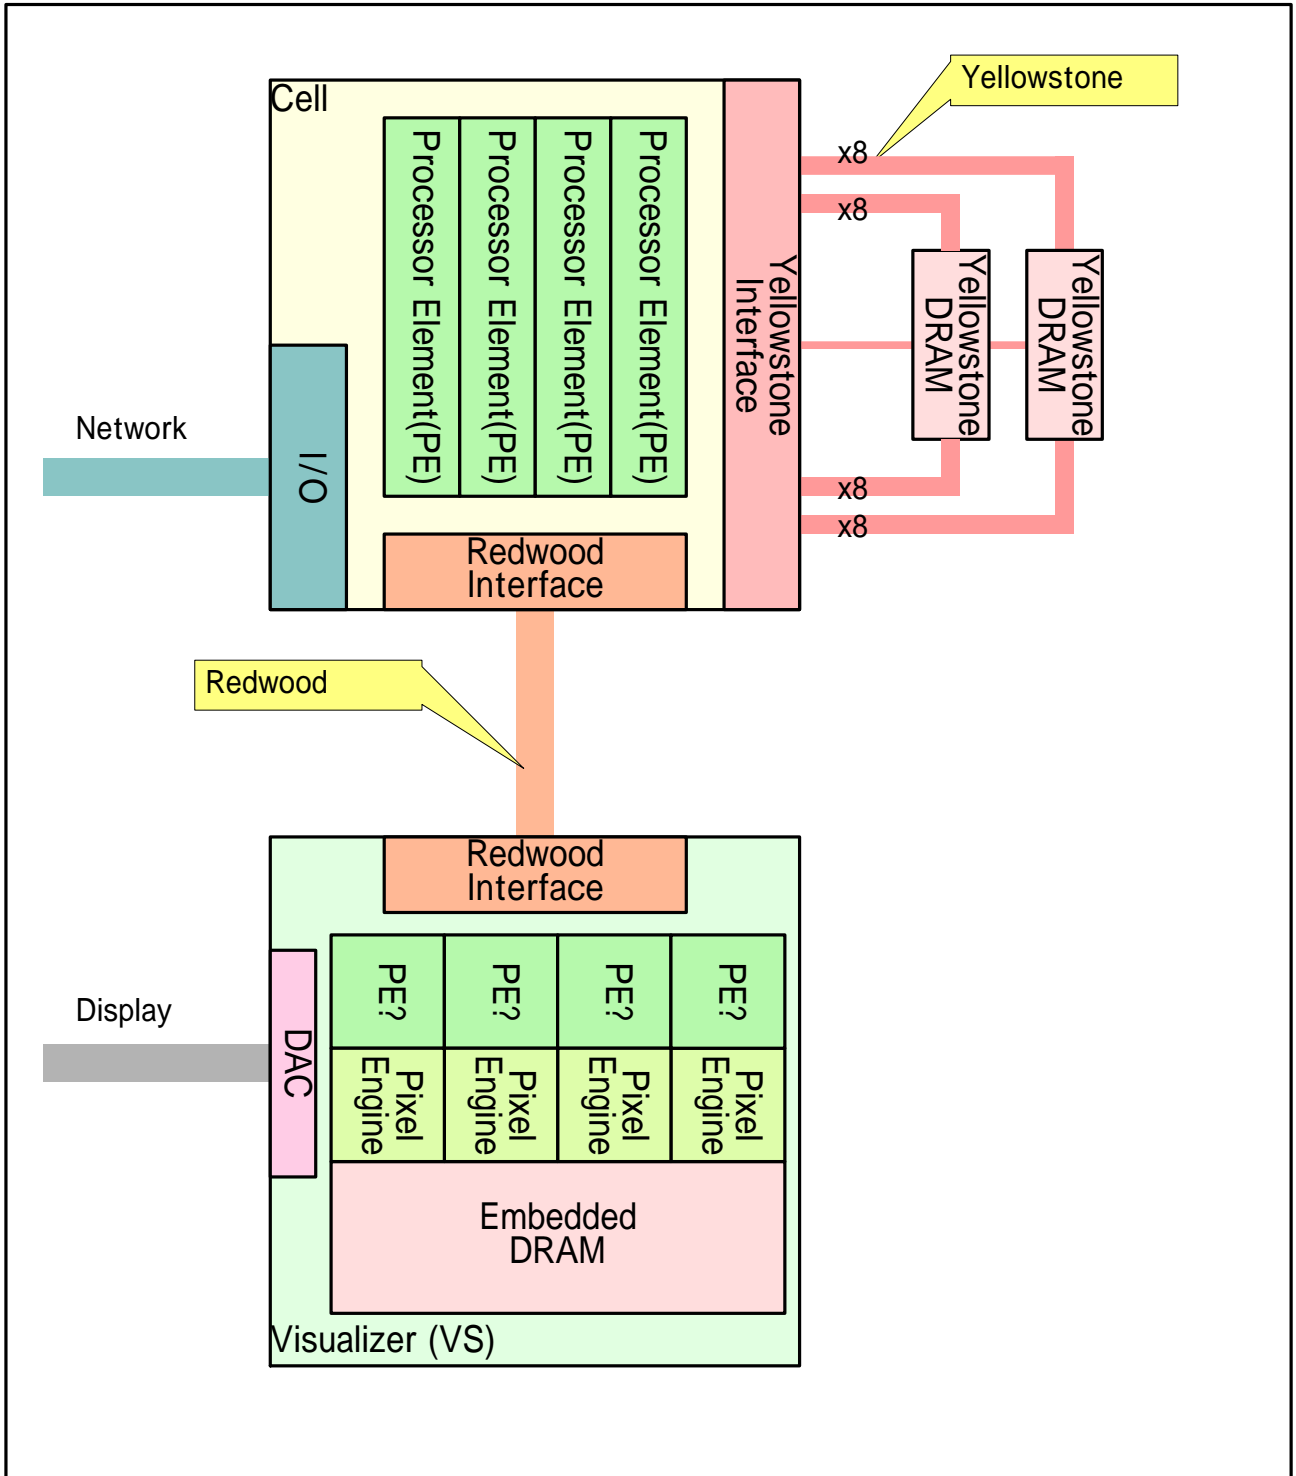 Yellowstone
Cell
Processor Element(PE)
Processor Element(PE)
Processor Element(PE)
Processor Element(PE)
Yellowstone
Interface
x8
x8
Yellowstone
DRAM
Yellowstone
DRAM
x8
x8
Network
I/O
Redwood
Interface
Redwood
Redwood
Interface
PE?
PE?
PE?
PE?
Display
DAC
Pixel
Engine
Pixel
Engine
Pixel
Engine
Pixel
Engine
Embedded
DRAM
Visualizer (VS)